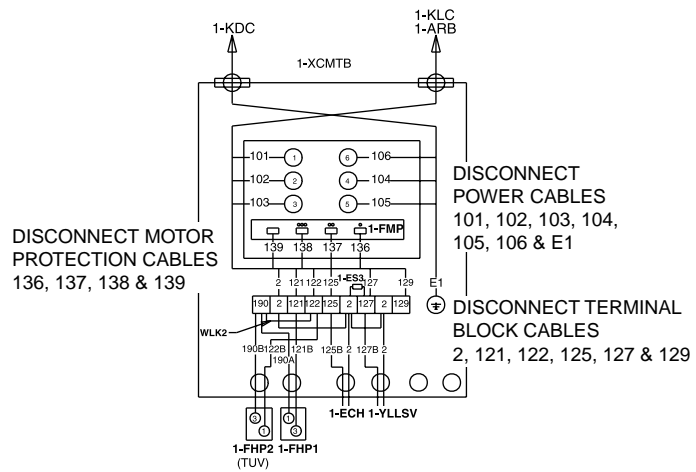 1-KDC
1-KLC
1-ARB
1-XCMTB
101 1 6 106
102 2 4 104
103 3 5 105
DISCONNECT
POWER CABLES
101, 102, 103, 104,
105, 106 & E1
1-FMP
139 138 137 136
DISCONNECT MOTOR
PROTECTION CABLES
136, 137, 138 & 139
1-ES3
2 121 122 125 127 129 E1
190 2 121 122 125 2 127 2 129
DISCONNECT TERMINAL
BLOCK CABLES
2, 121, 122, 125, 127 & 129
WLK2
190B 122B 121B 125B 2 127B 2
190A
1-ECH 1-YLLSV
3 1 1 3
1-FHP2 1-FHP1
(TUV)